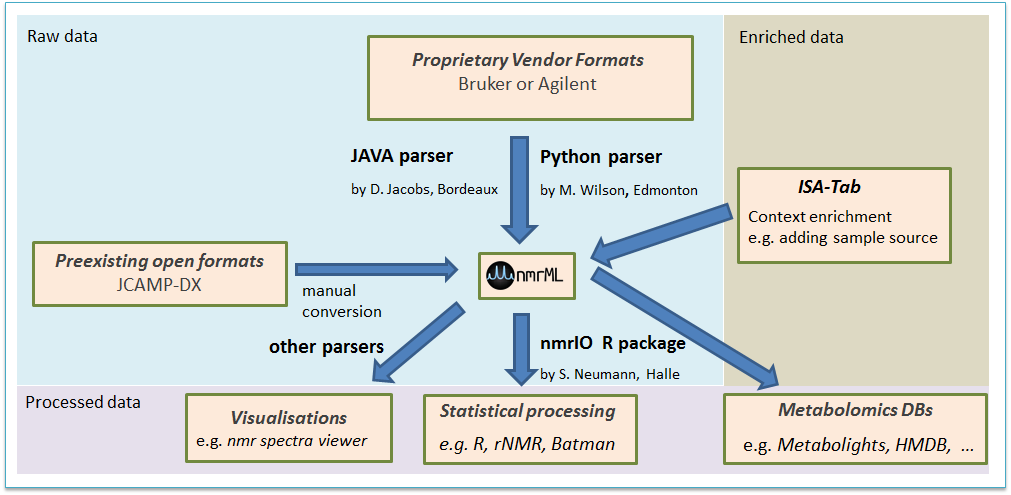 Raw data
Enriched data
Proprietary Vendor Formats
Bruker or Agilent
JAVA parser
by D. Jacobs, Bordeaux
Python parser
by M. Wilson, Edmonton
ISA-Tab
Context enrichment
e.g. adding sample source
Preexisting open formats
JCAMP-DX
manual
conversion
nmrML
other parsers
nmrIO R package
by S. Neumann, Halle
Processed data
Visualisations
e.g. nmr spectra viewer
Statistical processing
e.g. R, rNMR, Batman
Metabolomics DBs
e.g. Metabolights, HMDB, ...